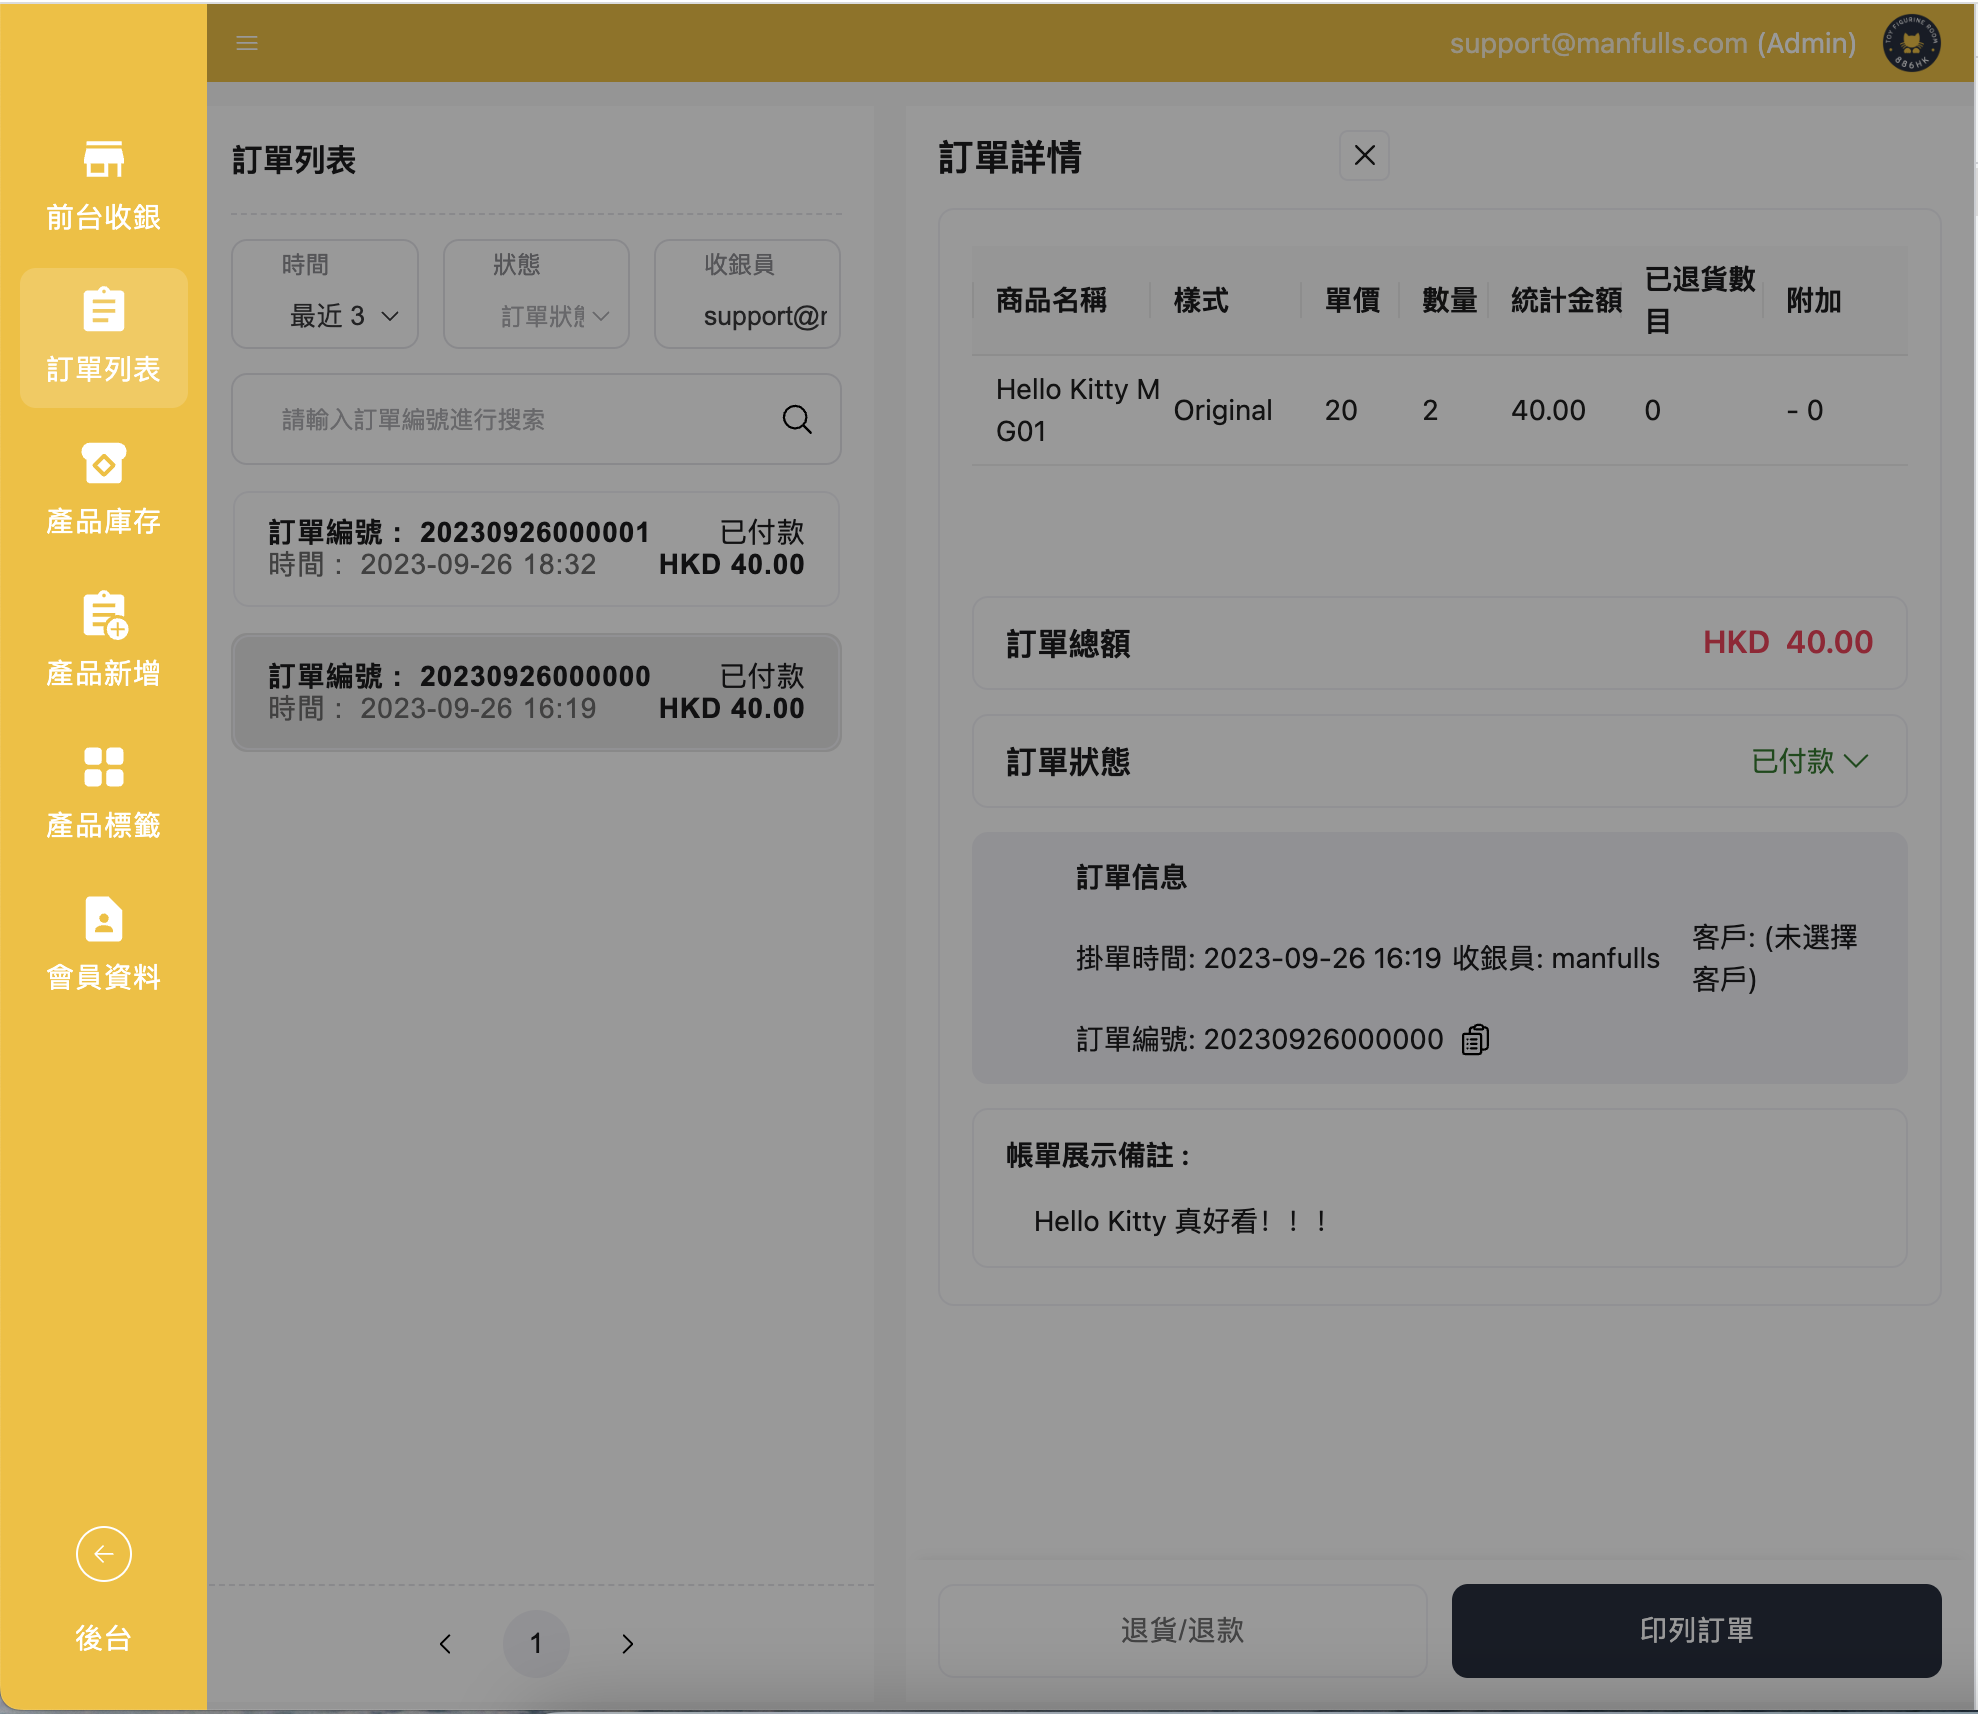 support@manfulls.com (Admin)
TOY FIGURINE ROOM
886HK
前台收銀
訂單列表
產品庫存
產品新增
產品標籤
會員資料
後台
訂單列表
時間
最近 3
狀態
訂單狀態
收銀員
support@r
請輸入訂單編號進行搜索
訂單編號： 20230926000001 已付款
時間： 2023-09-26 18:32 HKD 40.00
訂單編號： 20230926000000 已付款
時間： 2023-09-26 16:19 HKD 40.00
1
訂單詳情
商品名稱 樣式 單價 數量 統計金額 已退貨數目 附加
Hello Kitty M
G01
Original 20 2 40.00 0 - 0
訂單總額 HKD 40.00
訂單狀態 已付款
訂單信息
掛單時間: 2023-09-26 16:19 收銀員: manfulls
客戶: (未選擇
客戶)
訂單編號: 20230926000000
帳單展示備註：
Hello Kitty 真好看！！！
退貨/退款
印列訂單